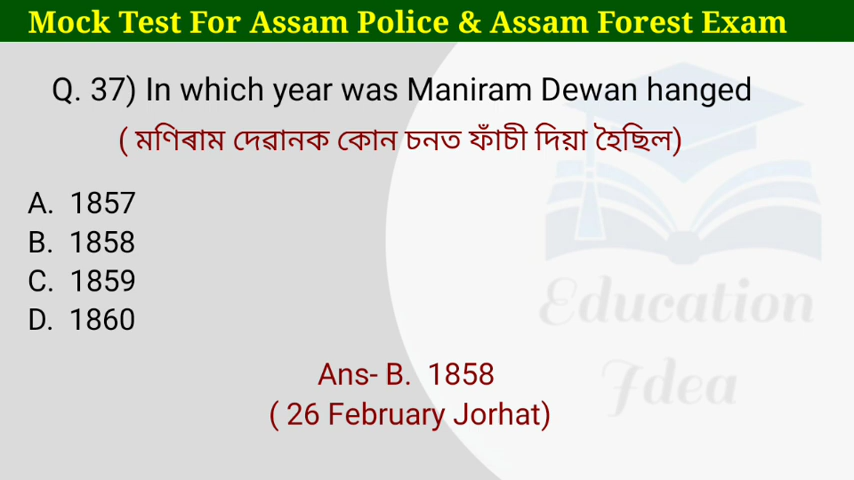 Mock Test For Assam Police & Assam Forest Exam
Q. 37) In which year was Maniram Dewan hanged
( মণিৰাম দেৱানক কোন চনত ফাঁচী দিয়া হৈছিল)
A. 1857
B. 1858
C. 1859
D. 1860
Education
Idea
Ans- B. 1858
( 26 February Jorhat)